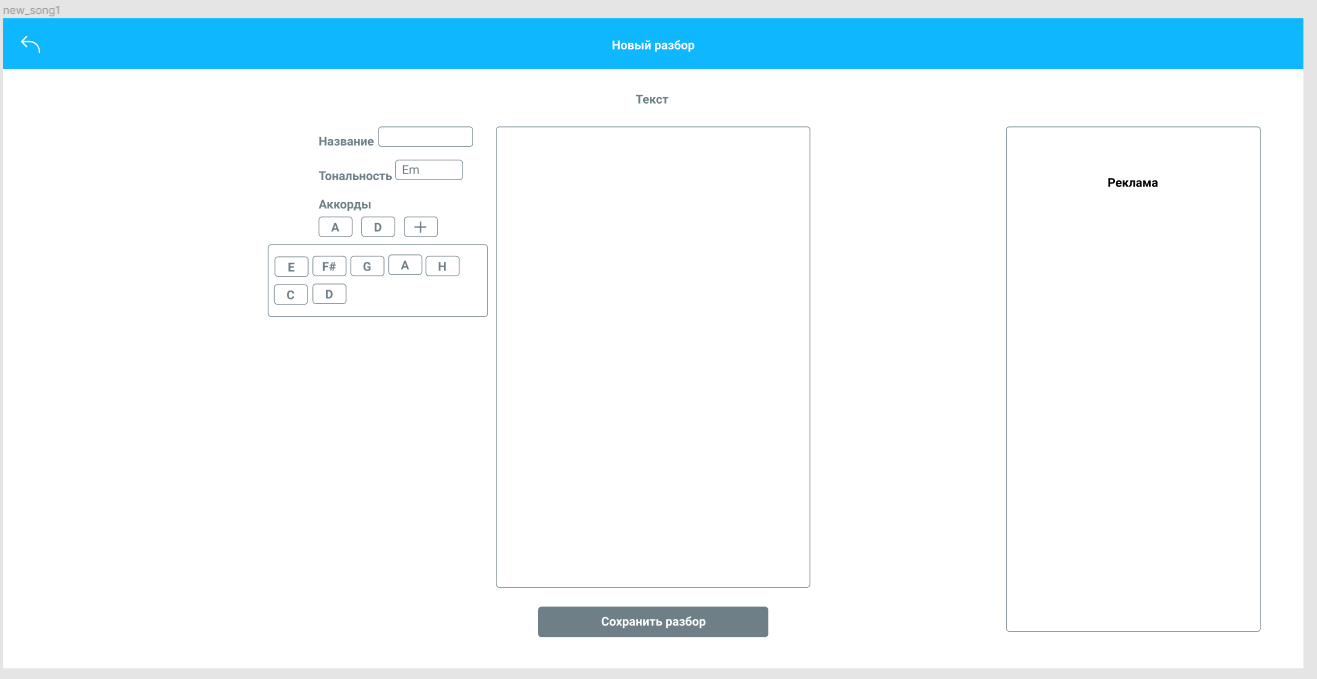 new_song1
Новый разбор
Текст
Название
Тональность Em
Аккорды
A D +
E F# G A H
C D
Реклама
Сохранить разбор